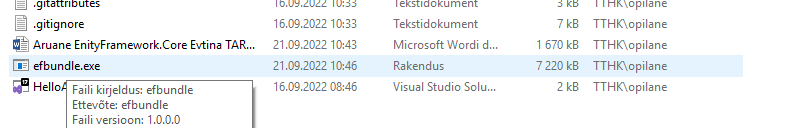 .gitattributes 16.09.2022 10:33 Tekstidokument 3 kB TTHK\opilane
.gitignore 16.09.2022 10:33 Tekstidokument 7 kB TTHK\opilane
Aruane EnityFramework.Core Evtina TAR... 21.09.2022 10:43 Microsoft Wordi d... 1 670 kB TTHK\opilane
efbundle.exe 21.09.2022 10:46 Rakendus 7 220 kB TTHK\opilane
HelloA 16.09.2022 08:46 Visual Studio Solu... 2 kB TTHK\opilane
Faili kirjeldus: efbundle
Ettevõte: efbundle
Faili versioon: 1.0.0.0